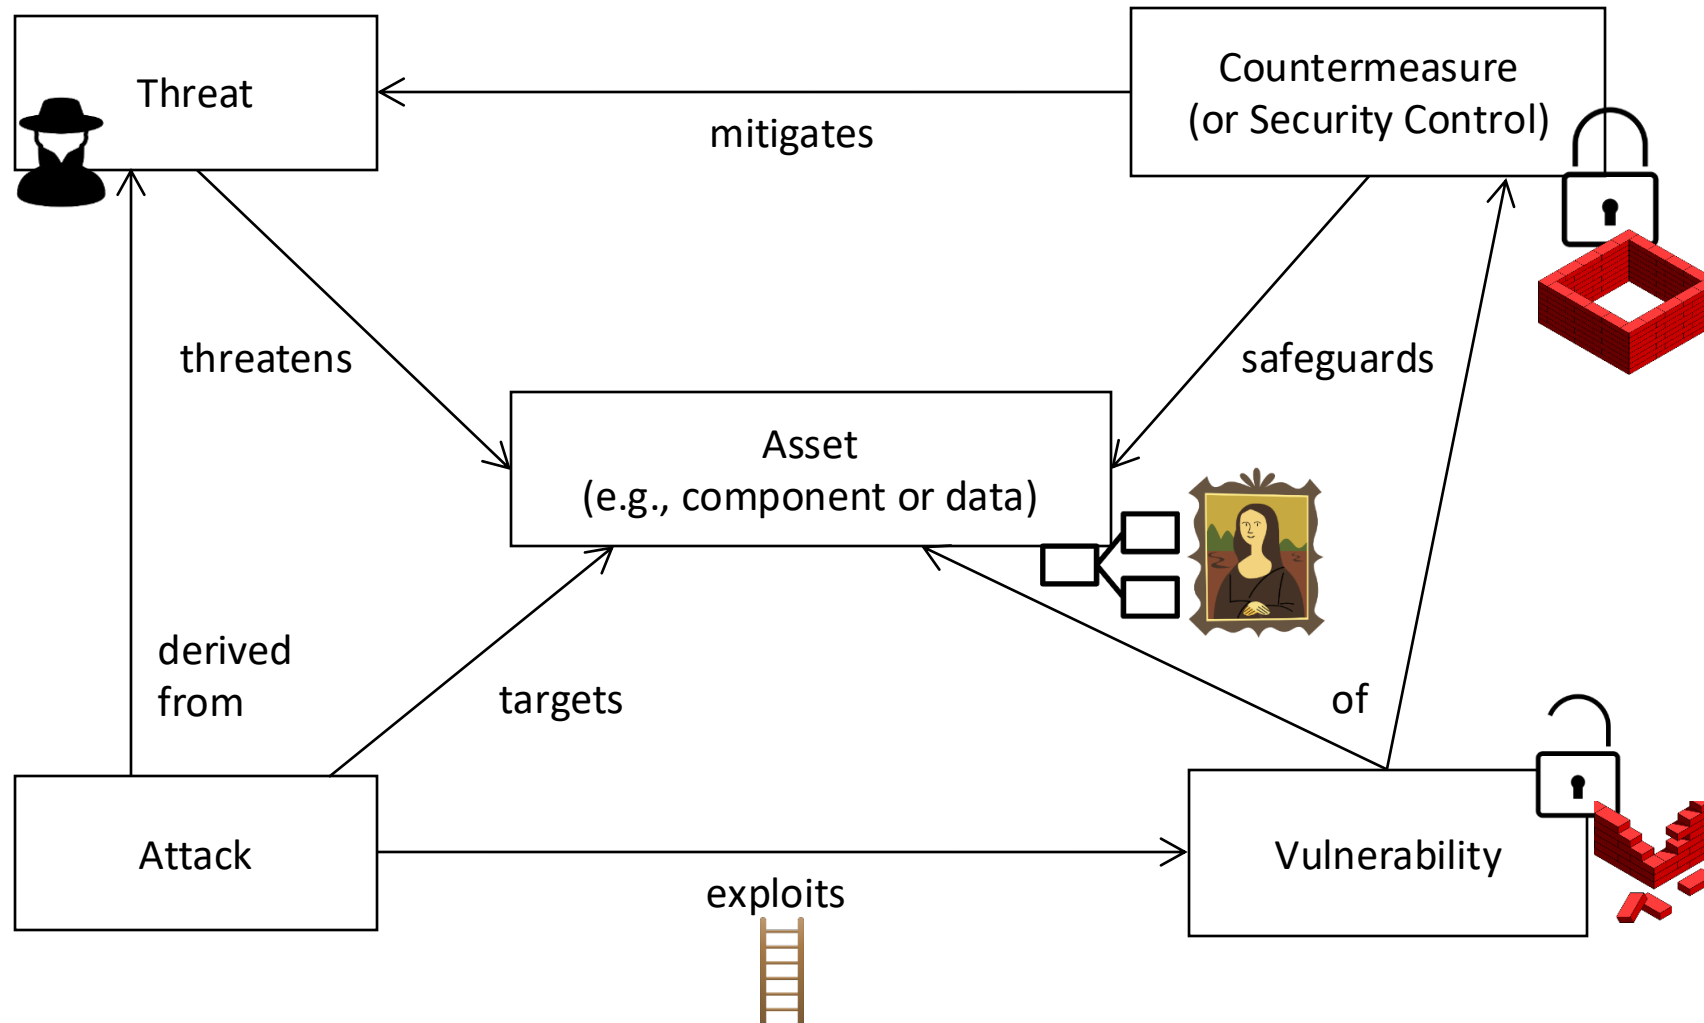 Threat
Countermeasure
(or Security Control)
mitigates
threatens
safeguards
Asset
(e.g., component or data)
derived
from
targets
of
Attack
Vulnerability
exploits